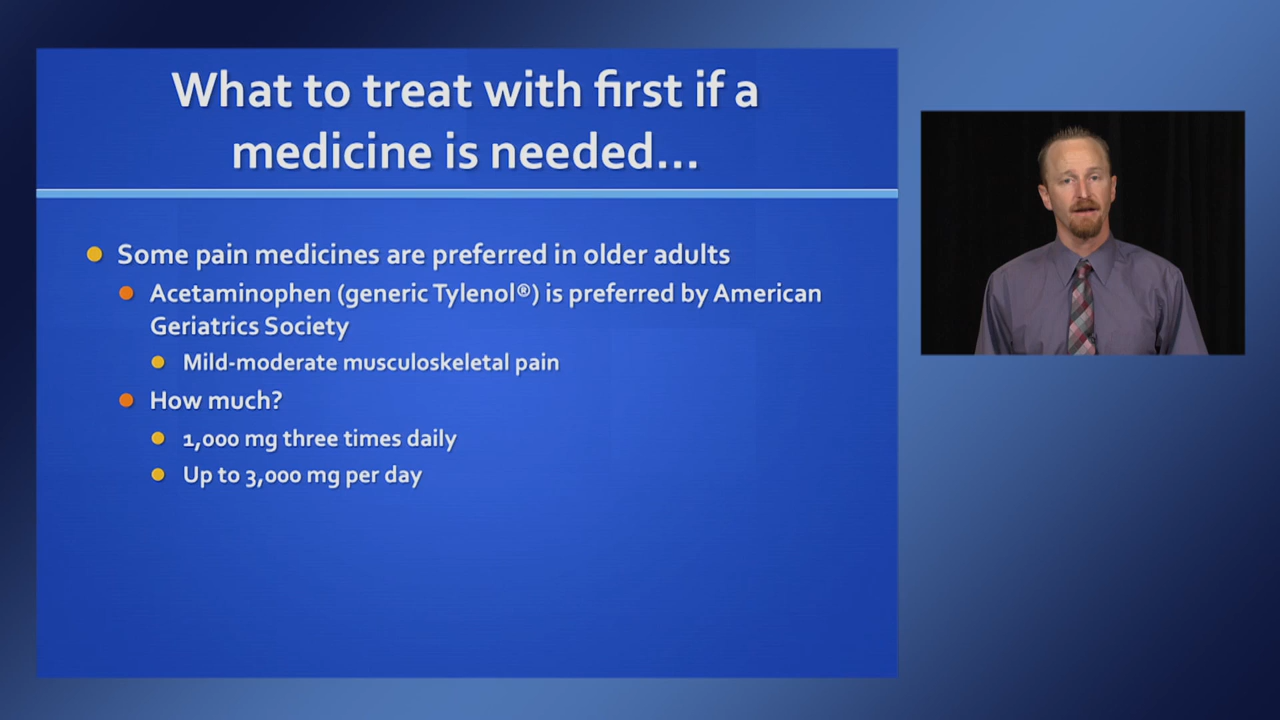 What to treat with first if a
medicine is needed...
Some pain medicines are preferred in older adults
Acetaminophen (generic Tylenol®) is preferred by American
Geriatrics Society
Mild-moderate musculoskeletal pain
How much?
1,000 mg three times daily
Up to 3,000 mg per day